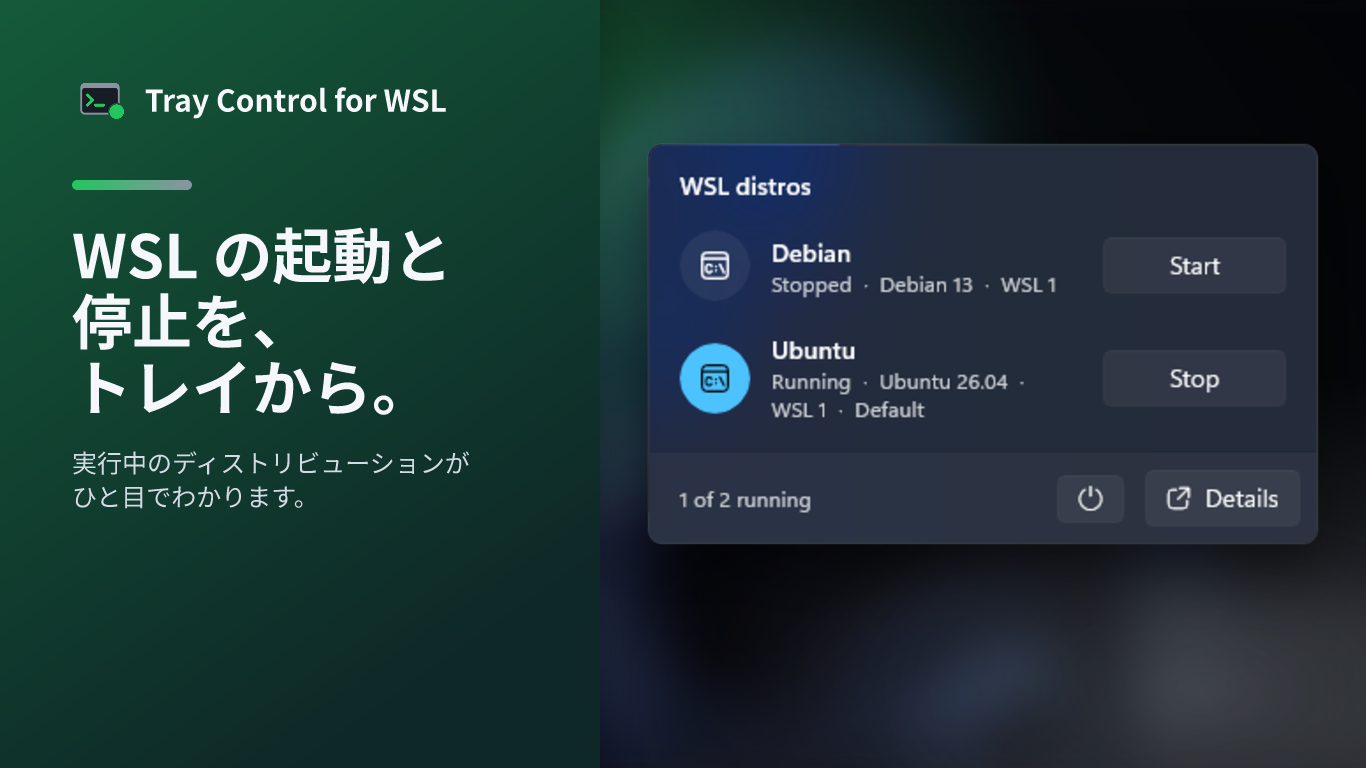 Tray Control for WSL
WSL の起動と
停止を、
トレイから。
実行中のディストリビューションが
ひと目でわかります。
WSL distros
Debian
Stopped · Debian 13 · WSL 1
Start
Ubuntu
Running · Ubuntu 26.04 ·
WSL 1 · Default
Stop
1 of 2 running
Details